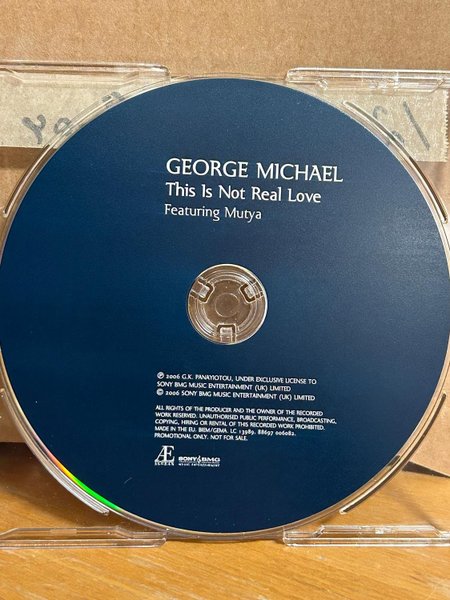 GEORGE MICHAEL
This Is Not Real Love
Featuring Mutya
℗ 2006 G.K. PANAYIOTOU, UNDER EXCLUSIVE LICENSE TO
SONY BMG MUSIC ENTERTAINMENT (UK) LIMITED
© 2006 SONY BMG MUSIC ENTERTAINMENT (UK) LIMITED
ALL RIGHTS OF THE PRODUCER AND THE OWNER OF THE RECORDED
WORK RESERVED. UNAUTHORISED PUBLIC PERFORMANCE, BROADCASTING,
COPYING, HIRING OR RENTAL OF THIS RECORDED WORK PROHIBITED.
MADE IN THE EU. BIEM/GEMA. LC 13989. 88697 006082.
PROMOTIONAL ONLY. NOT FOR SALE.
Æ
AEGEAN
SONY BMG
MUSIC ENTERTAINMENT